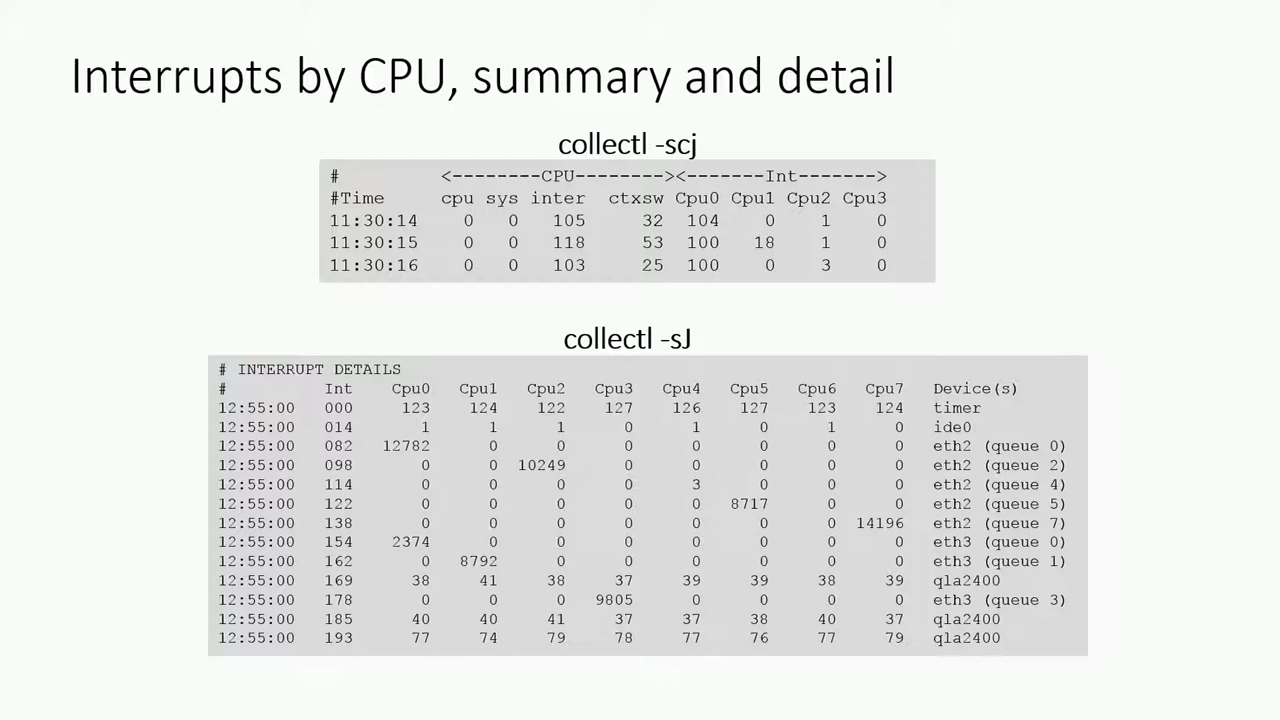 Interrupts by CPU, summary and detail
collectl -scj
# <--------CPU--------><-------Int------->
#Time cpu sys inter ctxsw Cpu0 Cpu1 Cpu2 Cpu3
11:30:14 0 0 105 32 104 0 1 0
11:30:15 0 0 118 53 100 18 1 0
11:30:16 0 0 103 25 100 0 3 0
collectl -sJ
# INTERRUPT DETAILS
# Int Cpu0 Cpu1 Cpu2 Cpu3 Cpu4 Cpu5 Cpu6 Cpu7 Device(s)
12:55:00 000 123 124 122 127 126 127 123 124 timer
12:55:00 014 1 1 1 0 1 0 1 0 ide0
12:55:00 082 12782 0 0 0 0 0 0 0 eth2 (queue 0)
12:55:00 098 0 0 10249 0 0 0 0 0 eth2 (queue 2)
12:55:00 114 0 0 0 0 3 0 0 0 eth2 (queue 4)
12:55:00 122 0 0 0 0 0 8717 0 0 eth2 (queue 5)
12:55:00 138 0 0 0 0 0 0 0 14196 eth2 (queue 7)
12:55:00 154 2374 0 0 0 0 0 0 0 eth3 (queue 0)
12:55:00 162 0 8792 0 0 0 0 0 0 eth3 (queue 1)
12:55:00 169 38 41 38 37 39 39 38 39 qla2400
12:55:00 178 0 0 0 9805 0 0 0 0 eth3 (queue 3)
12:55:00 185 40 40 41 37 37 38 40 37 qla2400
12:55:00 193 77 74 79 78 77 76 77 79 qla2400